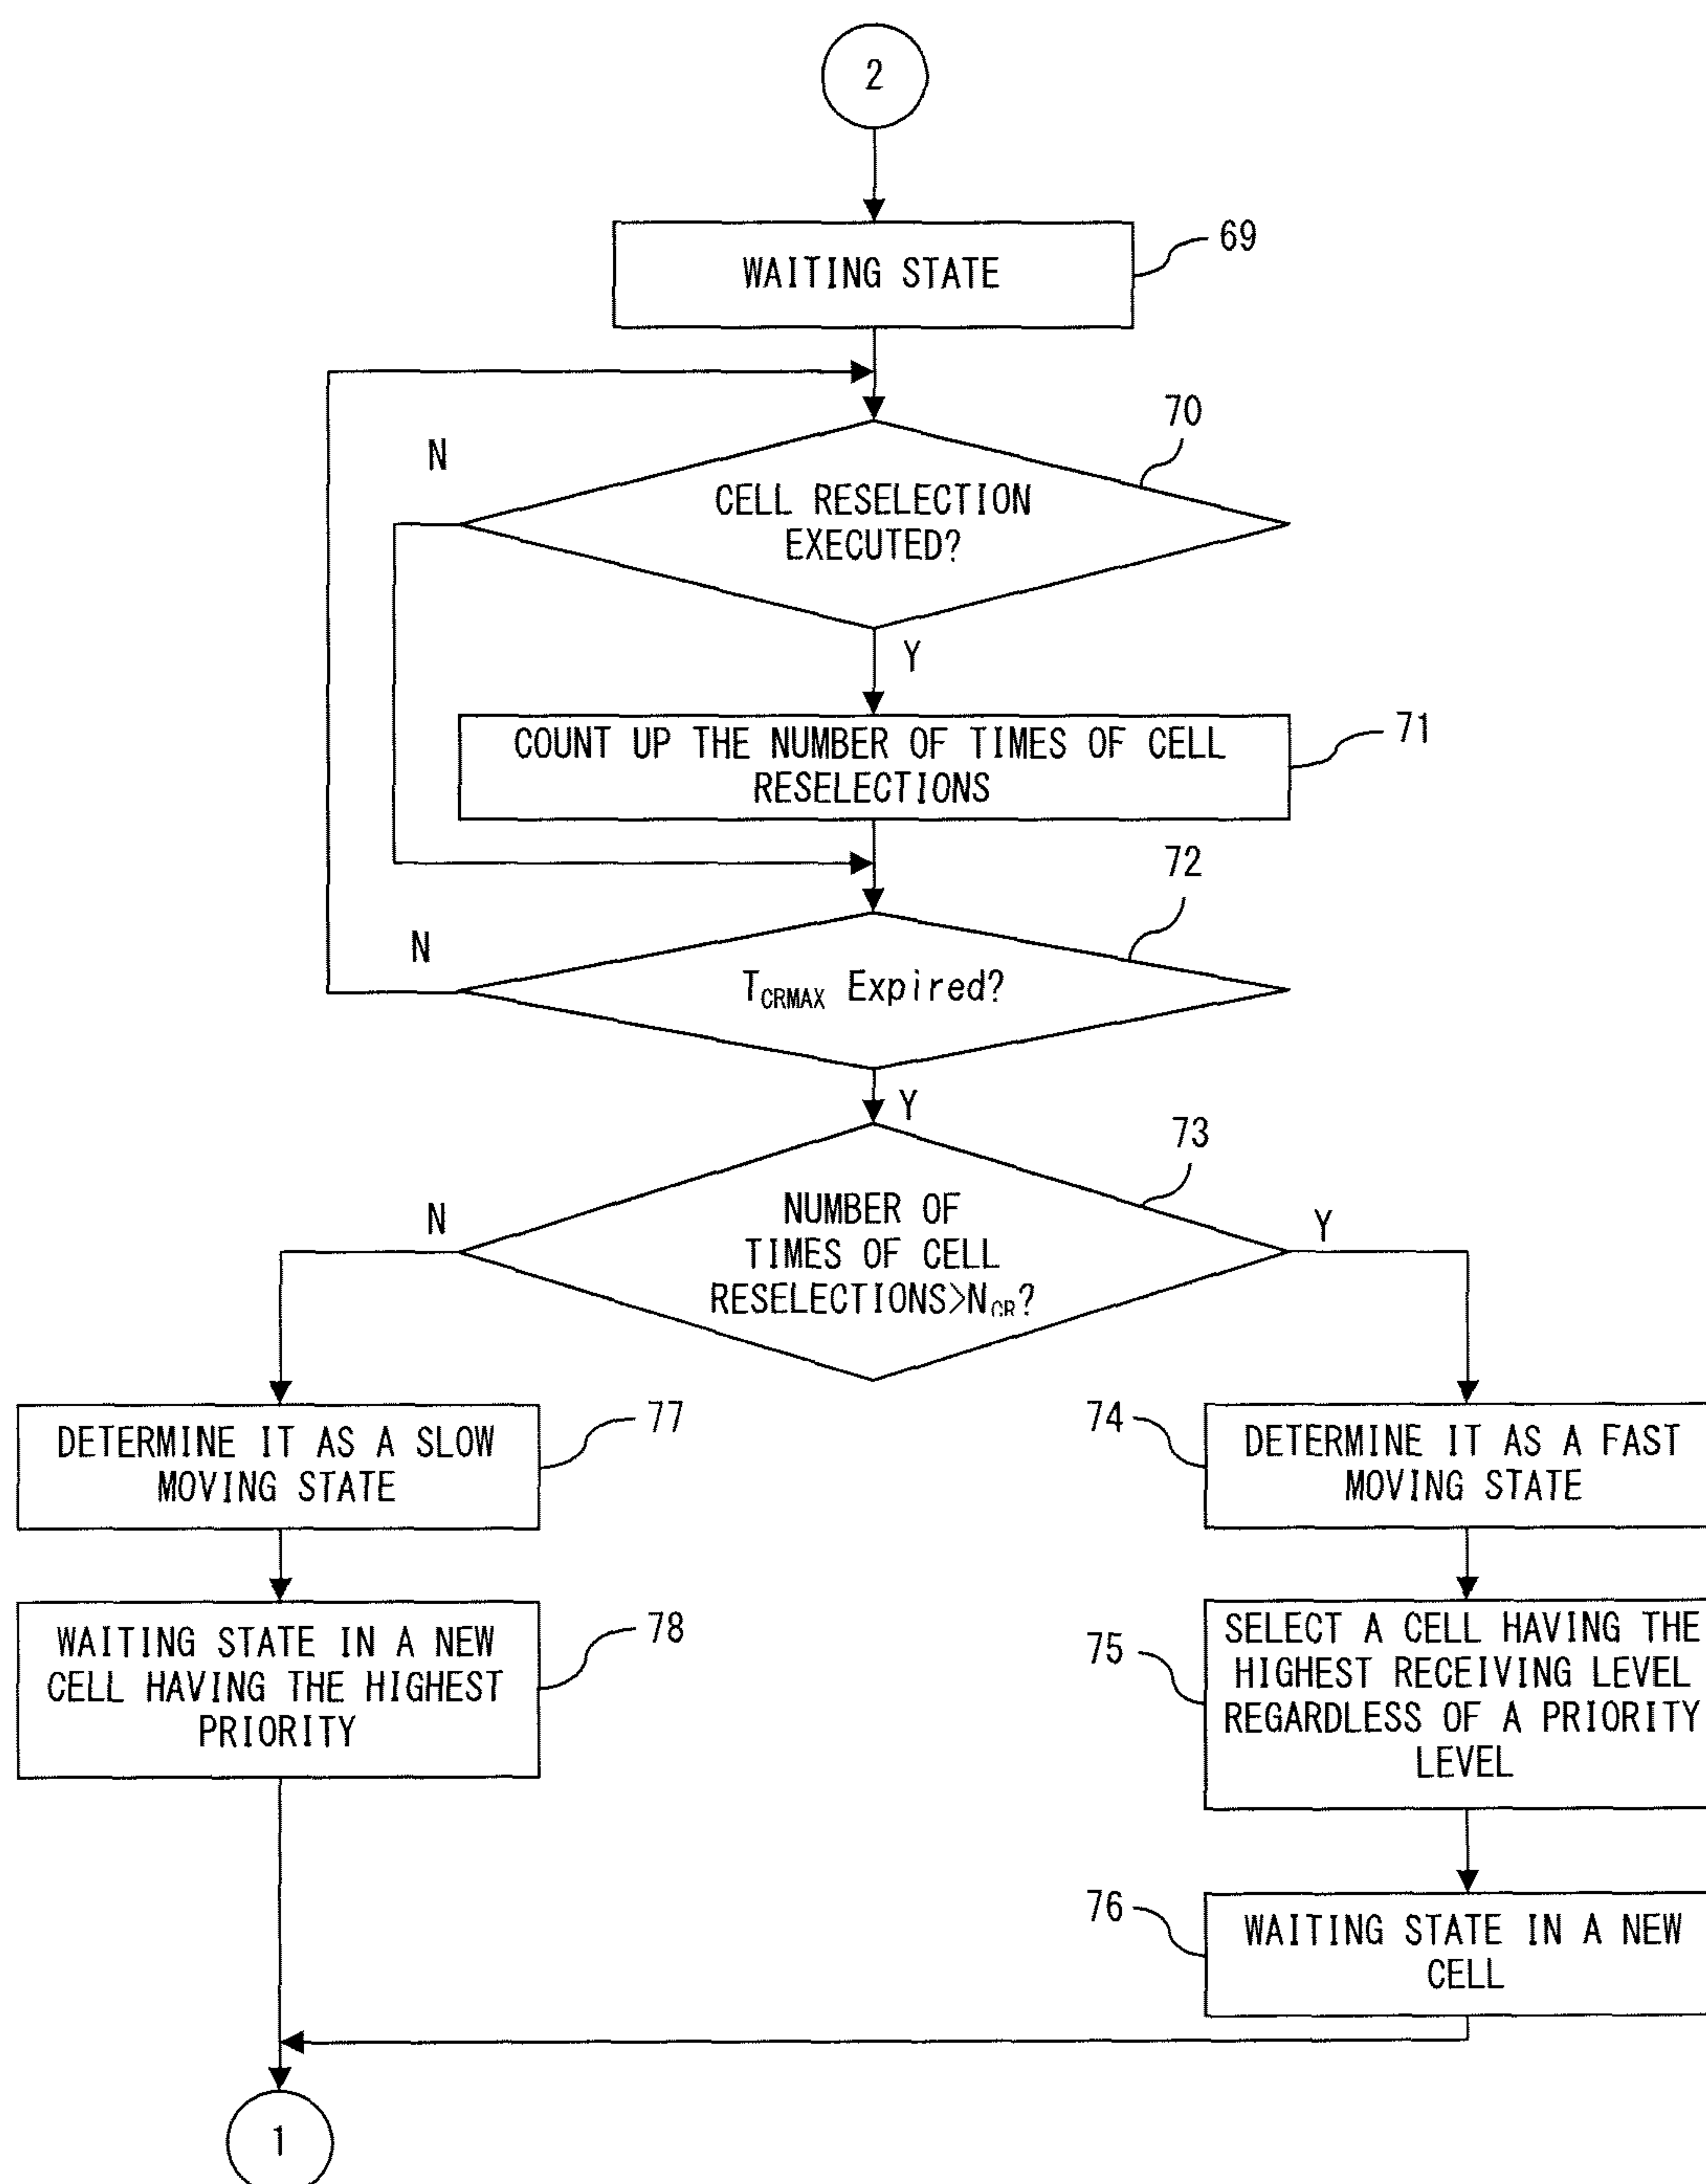 2
WAITING STATE
69
70
N
CELL RESELECTION
EXECUTED?
Y
COUNT UP THE NUMBER OF TIMES OF CELL
RESELECTIONS
71
72
N
T_CRMAX Expired?
Y
73
N
NUMBER OF
TIMES OF CELL
RESELECTIONS>N_CR?
Y
DETERMINE IT AS A SLOW
MOVING STATE
77
74
DETERMINE IT AS A FAST
MOVING STATE
WAITING STATE IN A NEW
CELL HAVING THE HIGHEST
PRIORITY
78
75
SELECT A CELL HAVING THE
HIGHEST RECEIVING LEVEL
REGARDLESS OF A PRIORITY
LEVEL
76
WAITING STATE IN A NEW
CELL
1